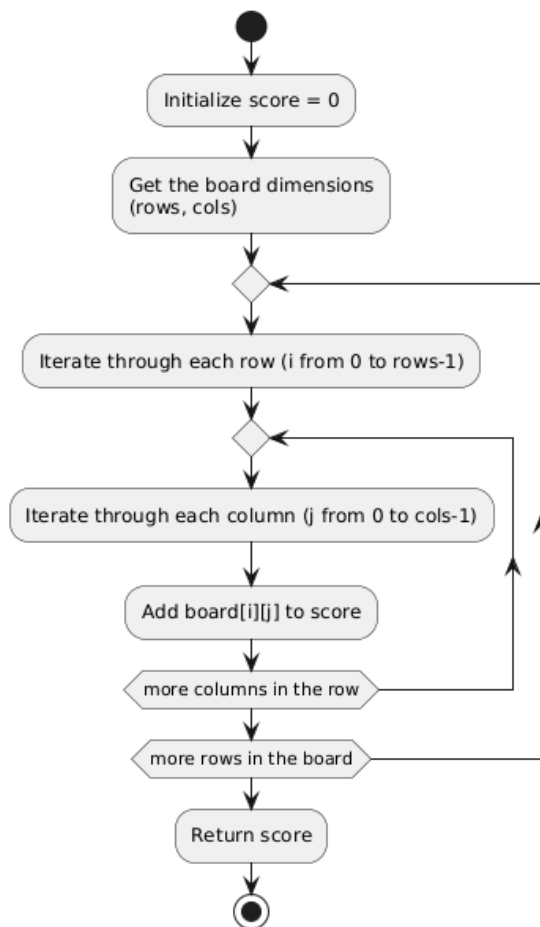 Initialize score = 0
Get the board dimensions
(rows, cols)
Iterate through each row (i from 0 to rows-1)
Iterate through each column (j from 0 to cols-1)
Add board[i][j] to score
more columns in the row
more rows in the board
Return score